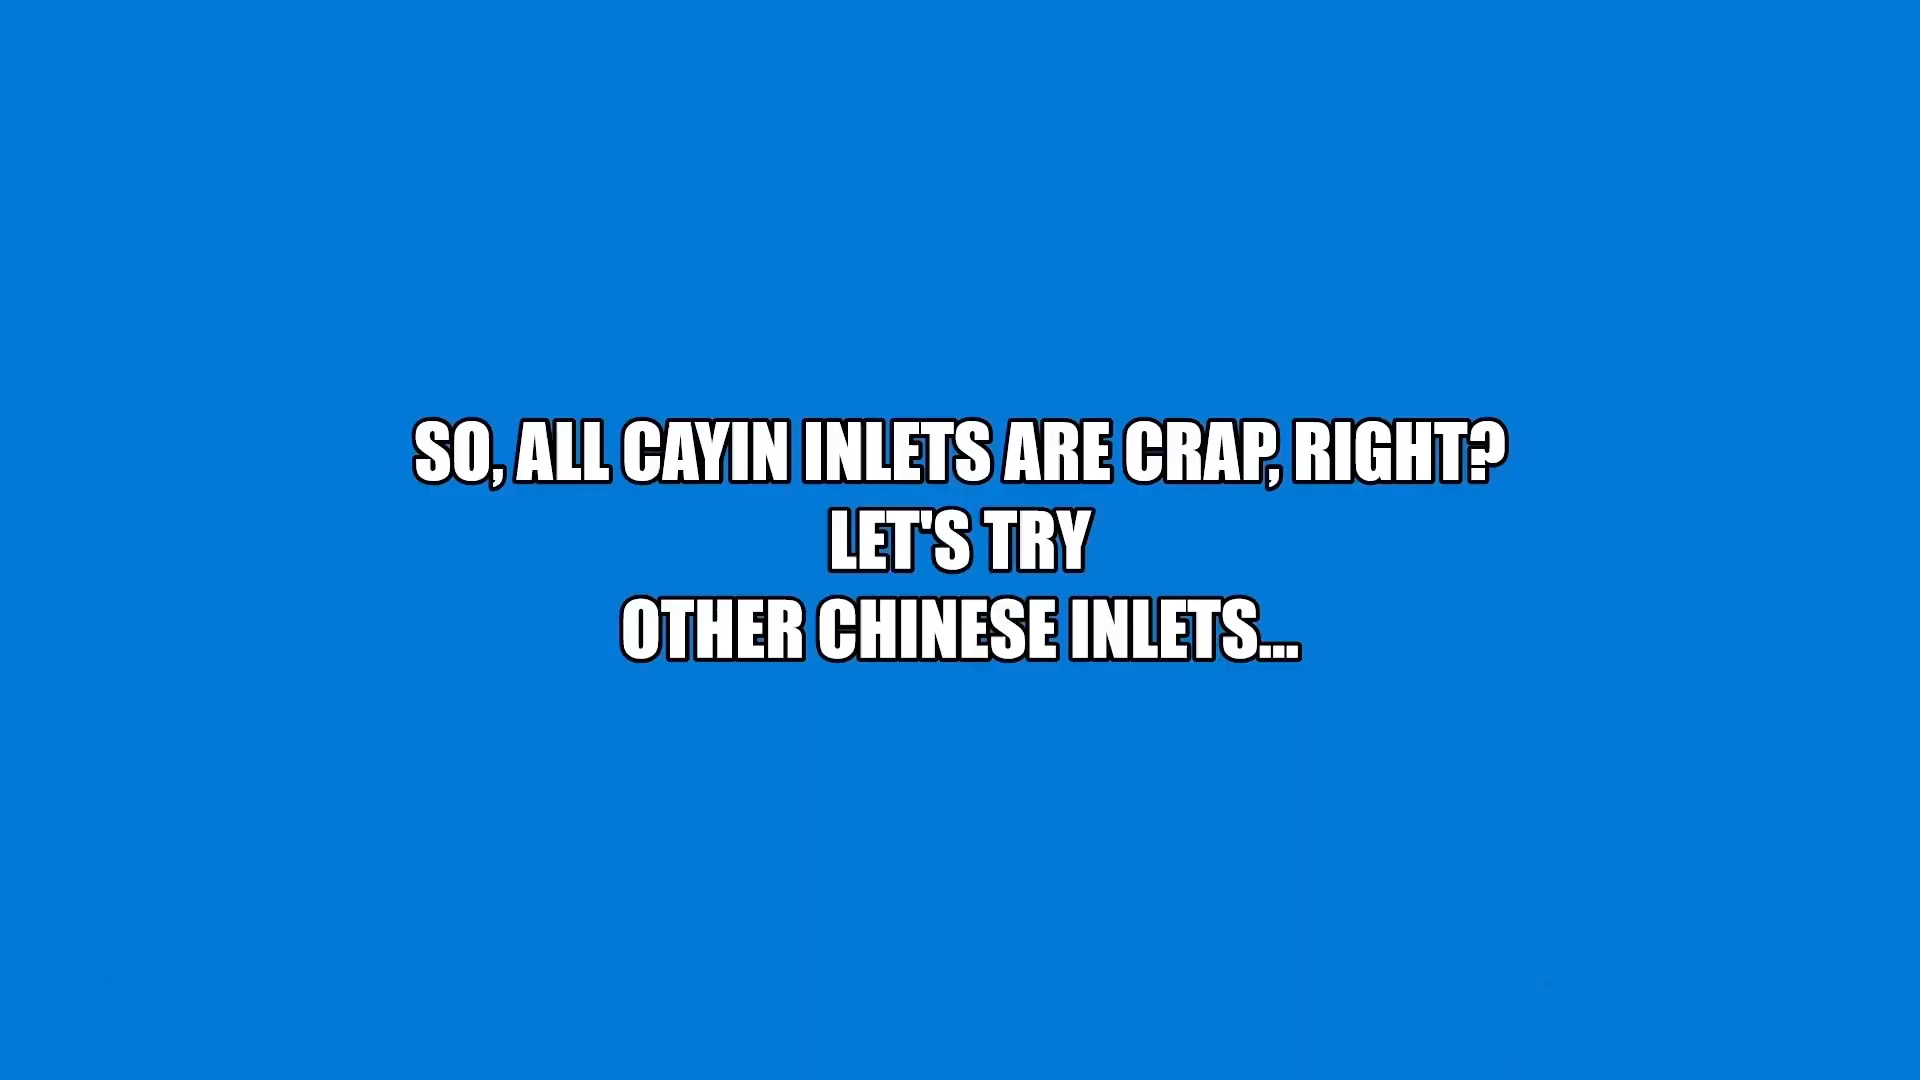 SO, ALL CAYIN INLETS ARE CRAP, RIGHT?
LET'S TRY
OTHER CHINESE INLETS...